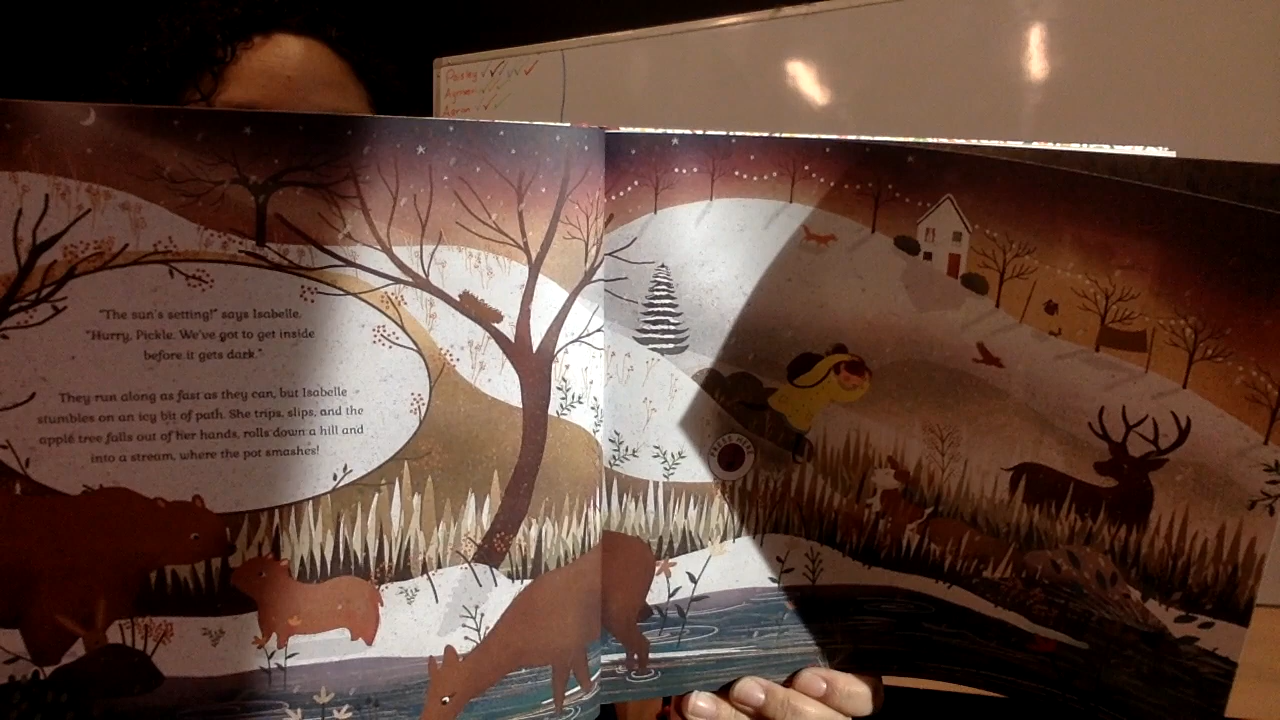 Paisley ✓✓✓✓✓
Aaron ✓✓
"The sun's setting!" says Isabelle.
"Hurry, Pickle. We've got to get inside
before it gets dark."
They run along as fast as they can, but Isabelle
stumbles on an icy bit of path. She trips, slips, and the
apple tree falls out of her hands, rolls down a hill and
into a stream, where the pot smashes!
PRESS HERE